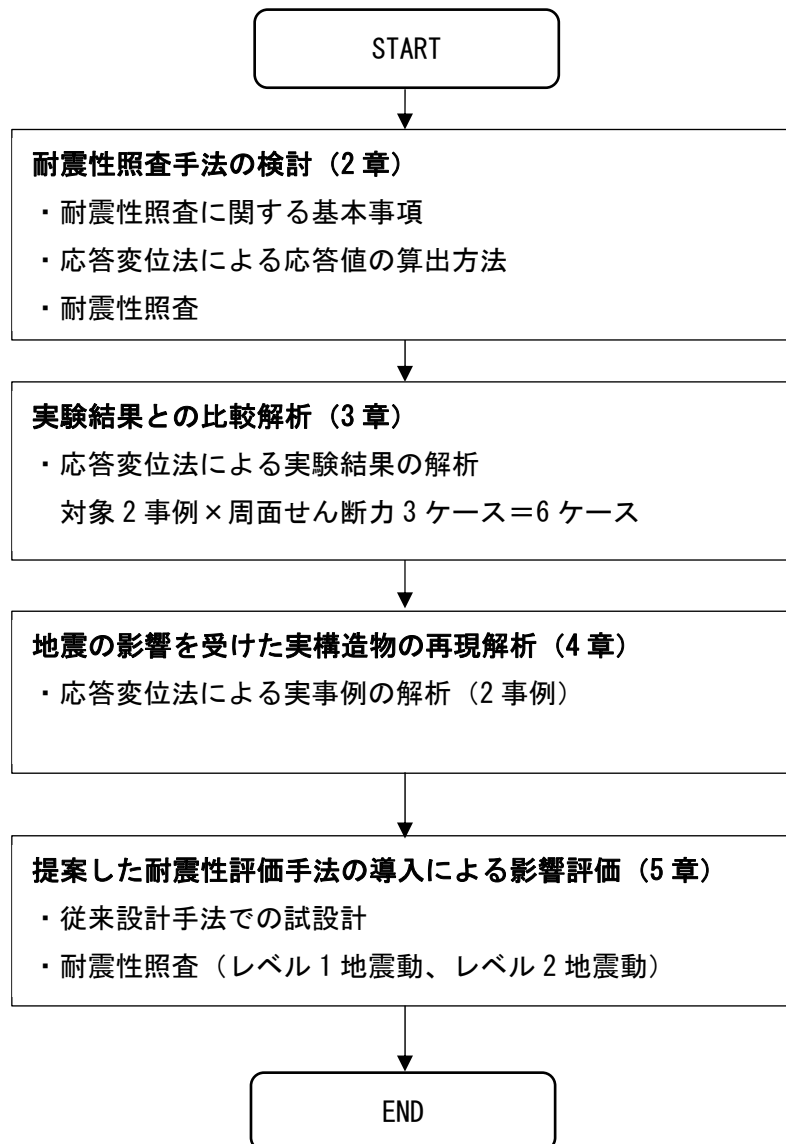 START
耐震性照査手法の検討（2 章）
・耐震性照査に関する基本事項
・応答変位法による応答値の算出方法
・耐震性照査
実験結果との比較解析（3 章）
・応答変位法による実験結果の解析
対象 2 事例×周面せん断力 3 ケース＝6 ケース
地震の影響を受けた実構造物の再現解析（4 章）
・応答変位法による実事例の解析（2 事例）
提案した耐震性評価手法の導入による影響評価（5 章）
・従来設計手法での試設計
・耐震性照査（レベル 1 地震動、レベル 2 地震動）
END